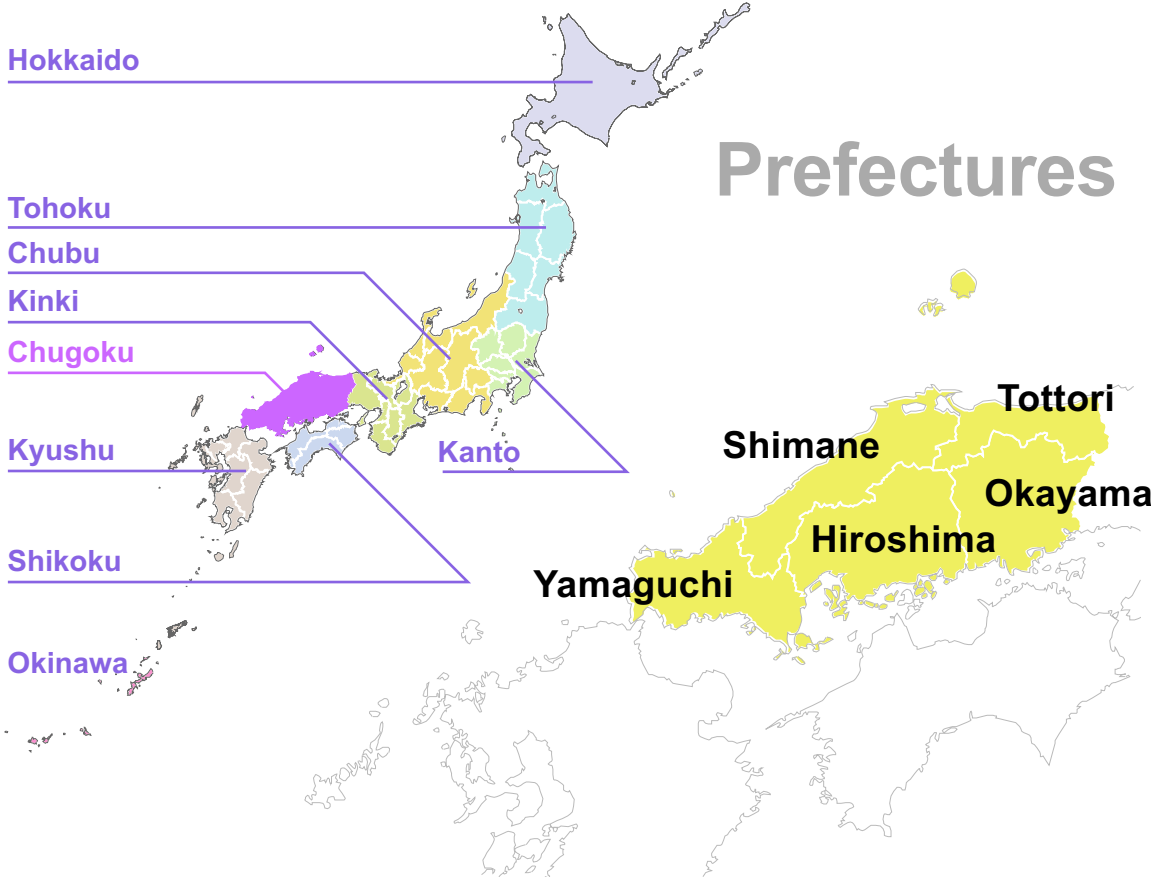 Hokkaido
Prefectures
Tohoku
Chubu
Kinki
Chugoku
Kyushu
Kanto
Shikoku
Okinawa
Tottori
Shimane
Okayama
Hiroshima
Yamaguchi